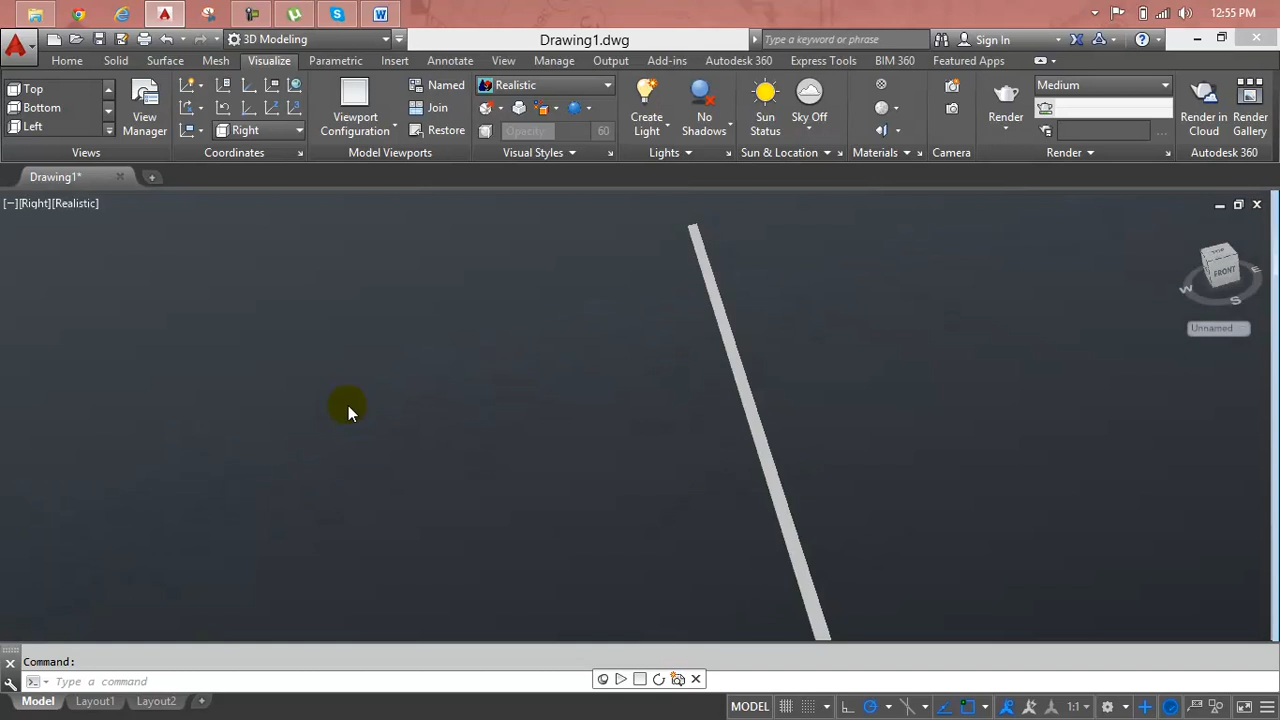 12:55 PM
3D Modeling
Drawing1.dwg
Type a keyword or phrase
Sign In
Home Solid Surface Mesh Visualize Parametric Insert Annotate View Manage Output Add-ins Autodesk 360 Express Tools BIM 360 Featured Apps
Top
Bottom
Left
View Manager
Right
Viewport Configuration
Named
Join
Restore
Realistic
Opacity 60
Create Light
No Shadows
Sun Status
Sky Off
Render
Medium
Render in Cloud
Render Gallery
Views Coordinates Model Viewports Visual Styles Lights Sun & Location Materials Camera Render Autodesk 360
Drawing1*
[−][Right][Realistic]
TOP
FRONT
W
S
E
Unnamed
Command:
Type a command
Model Layout1 Layout2
MODEL 1:1